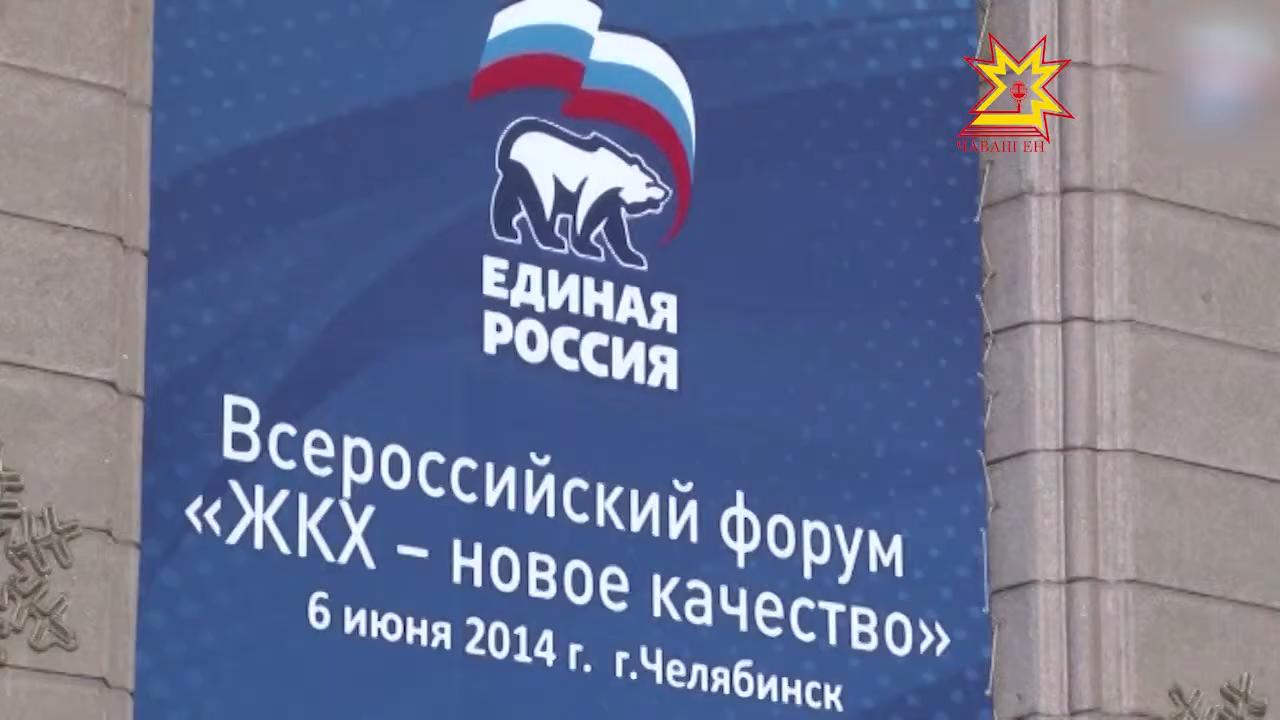 ЧАВАШ ЕН
ЕДИНАЯ
РОССИЯ
Всероссийский форум
«ЖКХ – новое качество»
6 июня 2014 г. г.Челябинск